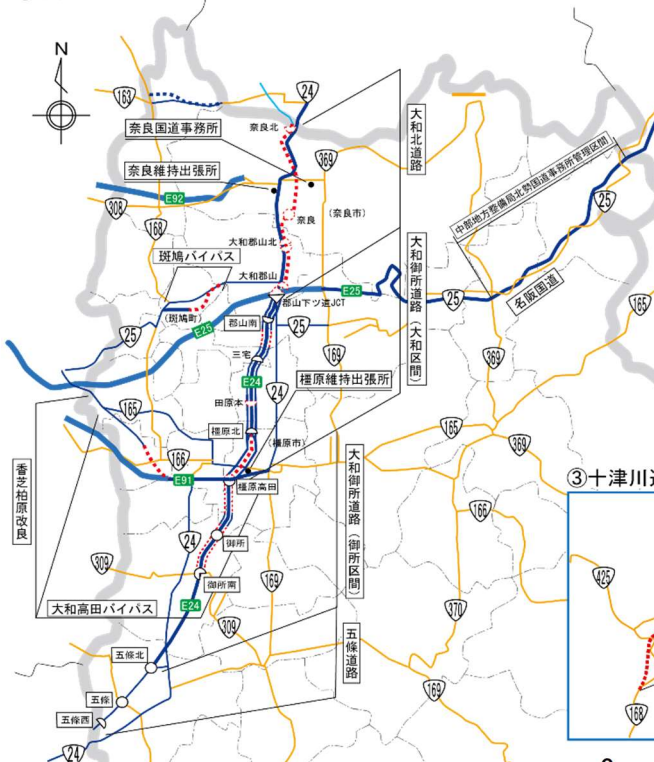 N
163
24
奈良北
大和北道路
奈良国道事務所
369
奈良維持出張所
E92
308
168
奈良
(奈良市)
中部地方整備局北勢国道事務所管理区間
25
大和郡山北
斑鳩バイパス
大和郡山
E25
大和御所道路(大和区間)
郡山下ツ道JCT
25
名阪国道
165
(斑鳩町)
E25
郡山南
25
25
169
369
三宅
橿原維持出張所
E24
24
165
田原本
橿原北
(橿原市)
165
369
166
香芝柏原改良
E91
橿原高田
大和御所道路(御所区間)
③十津川道
166
24
御所
309
御所南
169
425
大和高田バイパス
E24
309
370
五條北
五條道路
五條
169
168
五條西
24